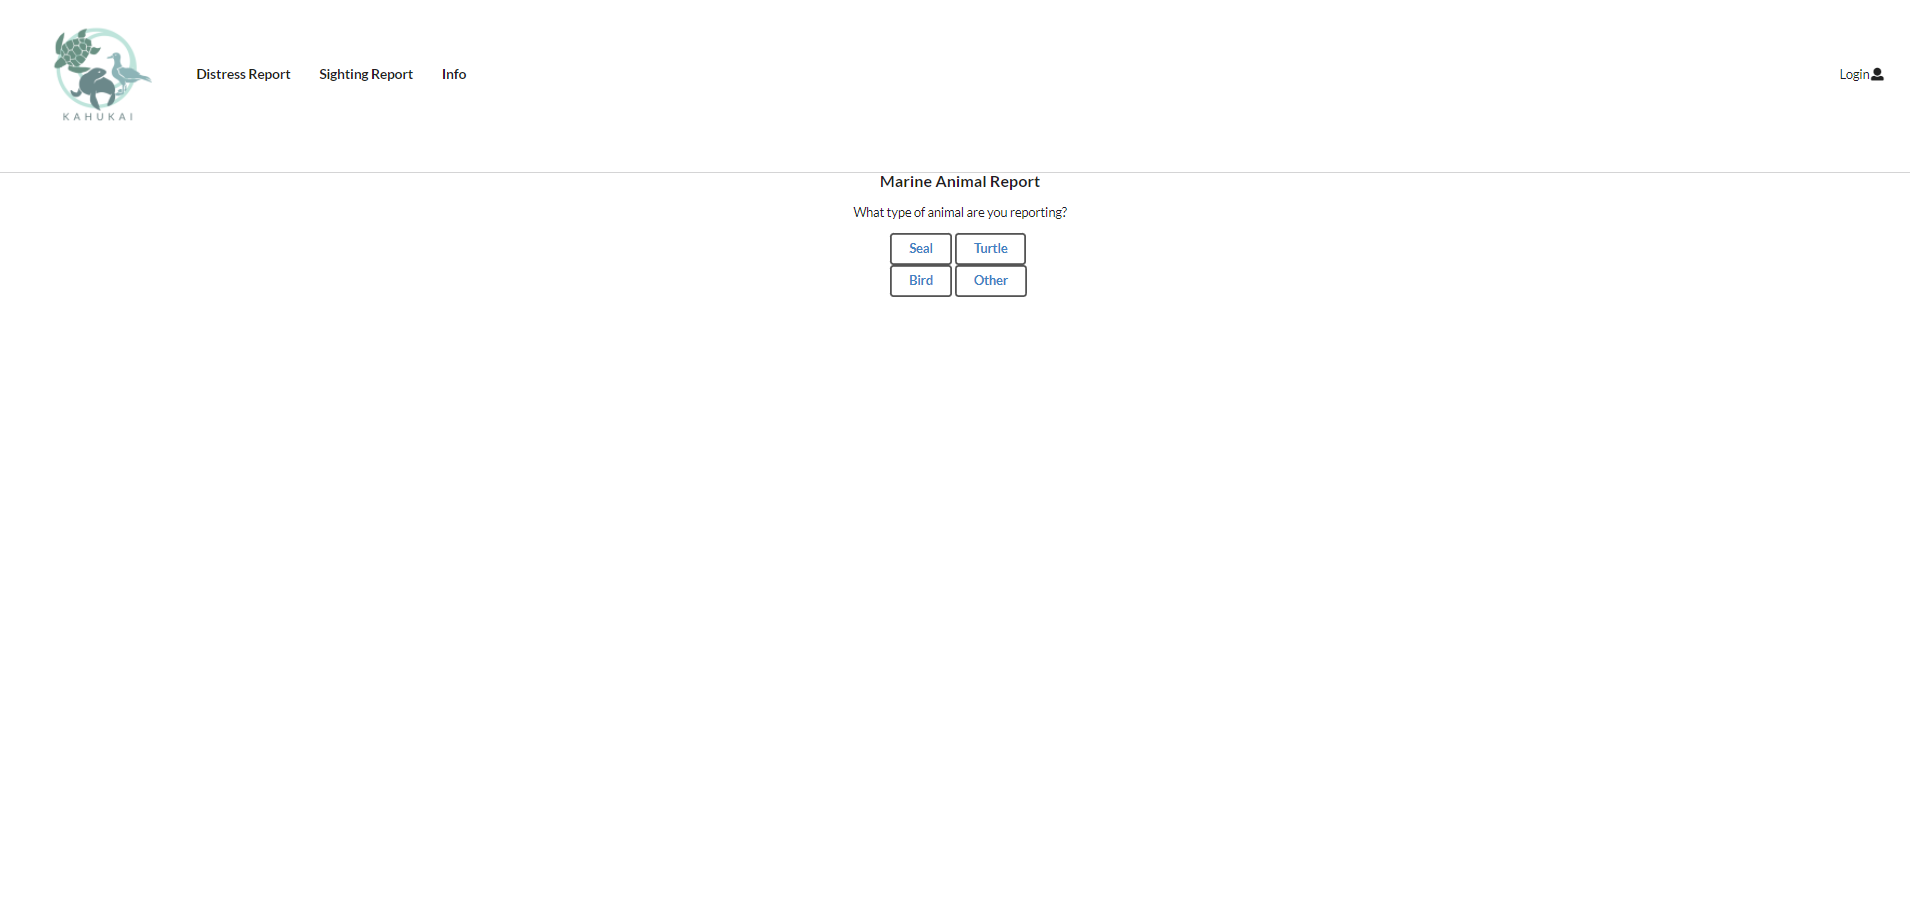 KAHUKAI
Distress Report Sighting Report Info
Login
Marine Animal Report
What type of animal are you reporting?
Seal Turtle
Bird Other